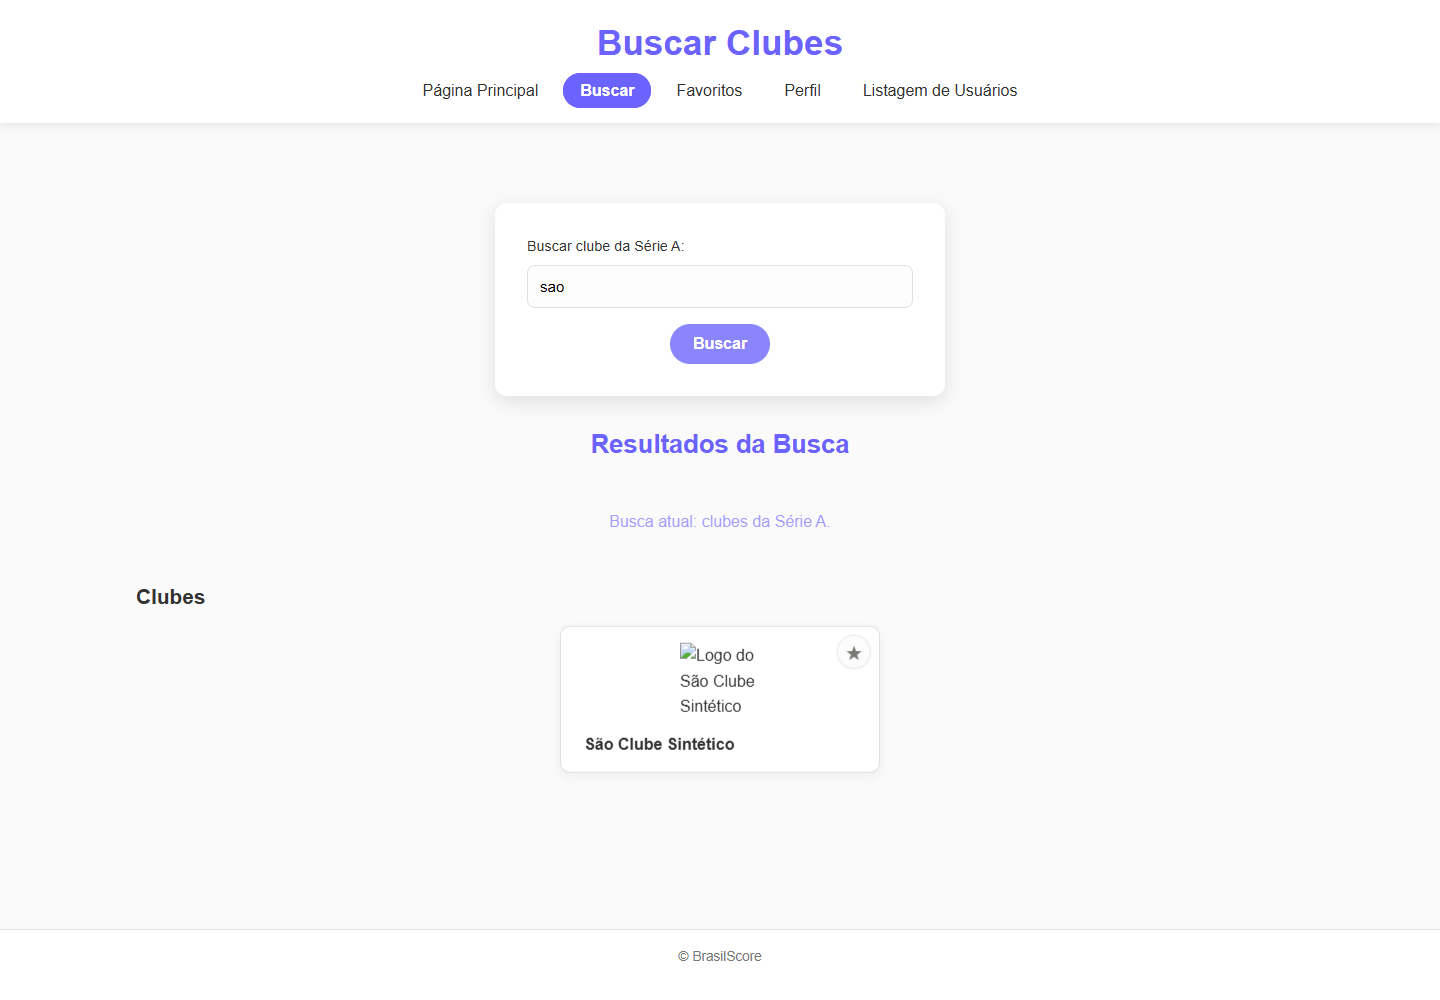 Buscar Clubes
Página Principal Buscar Favoritos Perfil Listagem de Usuários
Buscar clube da Série A:
sao
Buscar
Resultados da Busca
Busca atual: clubes da Série A.
Clubes
Logo do
São Clube
Sintético
★
São Clube Sintético
© BrasilScore